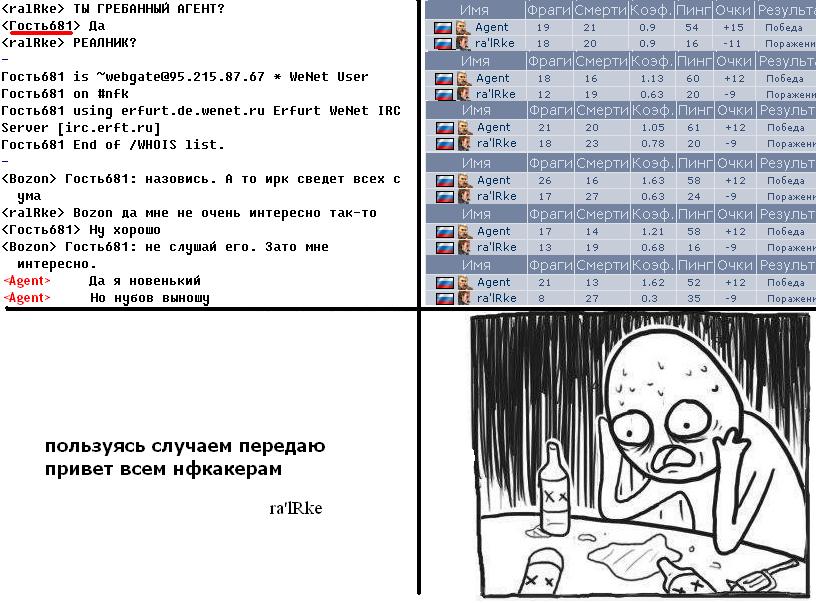 <ralRke> ТЫ ГРЕБАННЫЙ АГЕНТ?
<Гость681> Да
<ralRke> РЕАЛНИК?
–
Гость681 is ~webgate@95.215.87.67 * WeNet User
Гость681 on #nfk
Гость681 using erfurt.de.wenet.ru Erfurt WeNet IRC
Server [irc.erft.ru]
Гость681 End of /WHOIS list.
–
<Bozon> Гость681: назовись. А то ирк сведет всех с
ума
<ralRke> Bozon да мне не очень интересно так-то
<Гость681> Ну хорошо
<Bozon> Гость681: не слушай его. Зато мне
интересно.
<Agent> Да я новенький
<Agent> Но нубов выношу
Имя Фраги Смерти Коэф. Пинг Очки Результ
Agent 19 21 0.9 54 +15 Победа
ra'lRke 18 20 0.9 16 -11 Поражени
Имя Фраги Смерти Коэф. Пинг Очки Результ
Agent 18 16 1.13 60 +12 Победа
ra'lRke 12 19 0.63 20 -9 Поражени
Имя Фраги Смерти Коэф. Пинг Очки Результ
Agent 21 20 1.05 61 +12 Победа
ra'lRke 18 23 0.78 20 -9 Поражени
Имя Фраги Смерти Коэф. Пинг Очки Результ
Agent 26 16 1.63 58 +12 Победа
ra'lRke 17 27 0.63 24 -9 Поражени
Имя Фраги Смерти Коэф. Пинг Очки Результ
Agent 17 14 1.21 58 +12 Победа
ra'lRke 13 19 0.68 16 -9 Поражени
Имя Фраги Смерти Коэф. Пинг Очки Результ
Agent 21 13 1.62 52 +12 Победа
ra'lRke 8 27 0.3 35 -9 Поражени
пользуясь случаем передаю
привет всем нфкакерам
ra'lRke